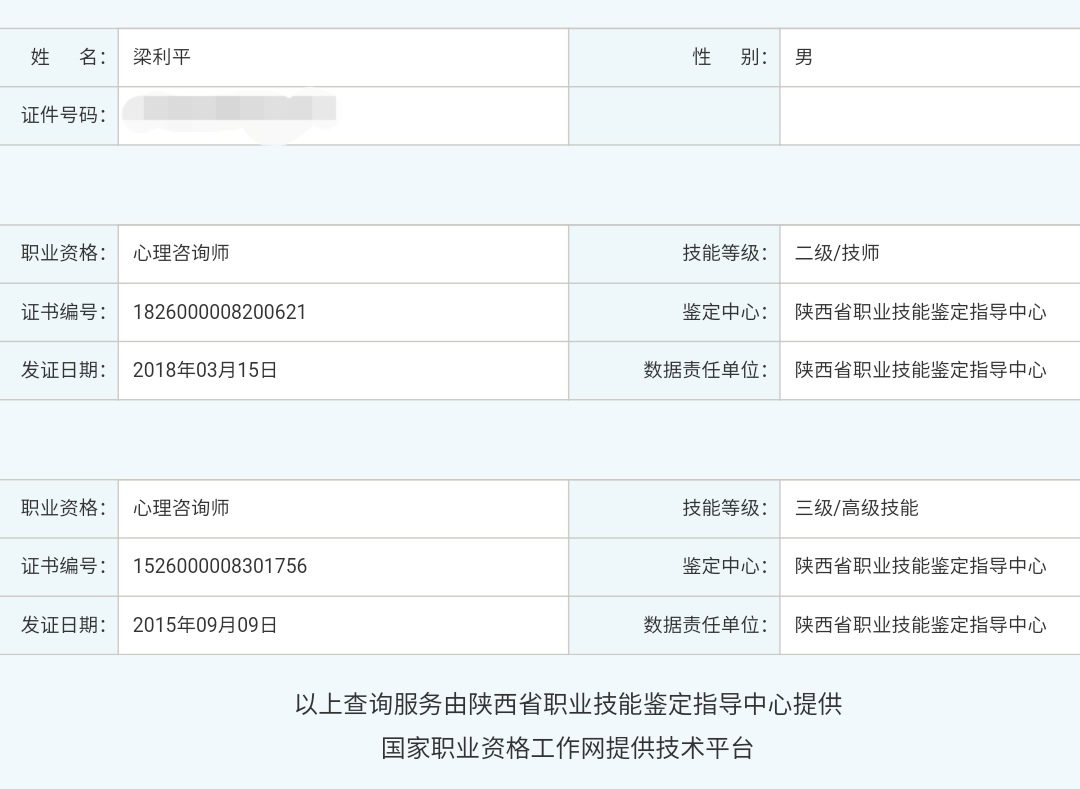 姓 名： 梁利平 性 别： 男
证件号码：
职业资格： 心理咨询师 技能等级： 二级/技师
证书编号： 1826000008200621 鉴定中心： 陕西省职业技能鉴定指导中心
发证日期： 2018年03月15日 数据责任单位： 陕西省职业技能鉴定指导中心
职业资格： 心理咨询师 技能等级： 三级/高级技能
证书编号： 1526000008301756 鉴定中心： 陕西省职业技能鉴定指导中心
发证日期： 2015年09月09日 数据责任单位： 陕西省职业技能鉴定指导中心
以上查询服务由陕西省职业技能鉴定指导中心提供
国家职业资格工作网提供技术平台